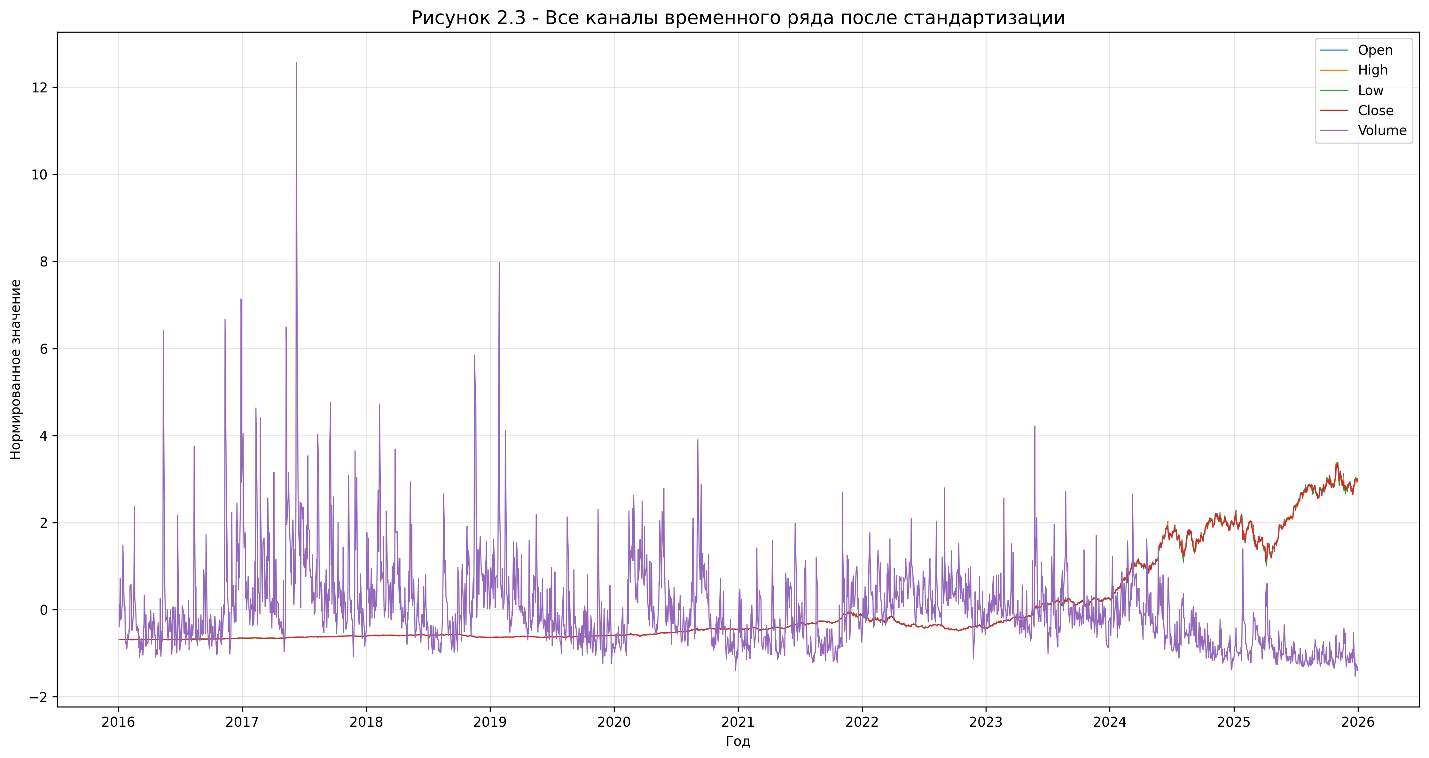 Рисунок 2.3 - Все каналы временного ряда после стандартизации
Open
High
Low
Close
Volume
12
10
8
6
4
2
0
−2
Нормированное значение
2016 2017 2018 2019 2020 2021 2022 2023 2024 2025 2026
Год